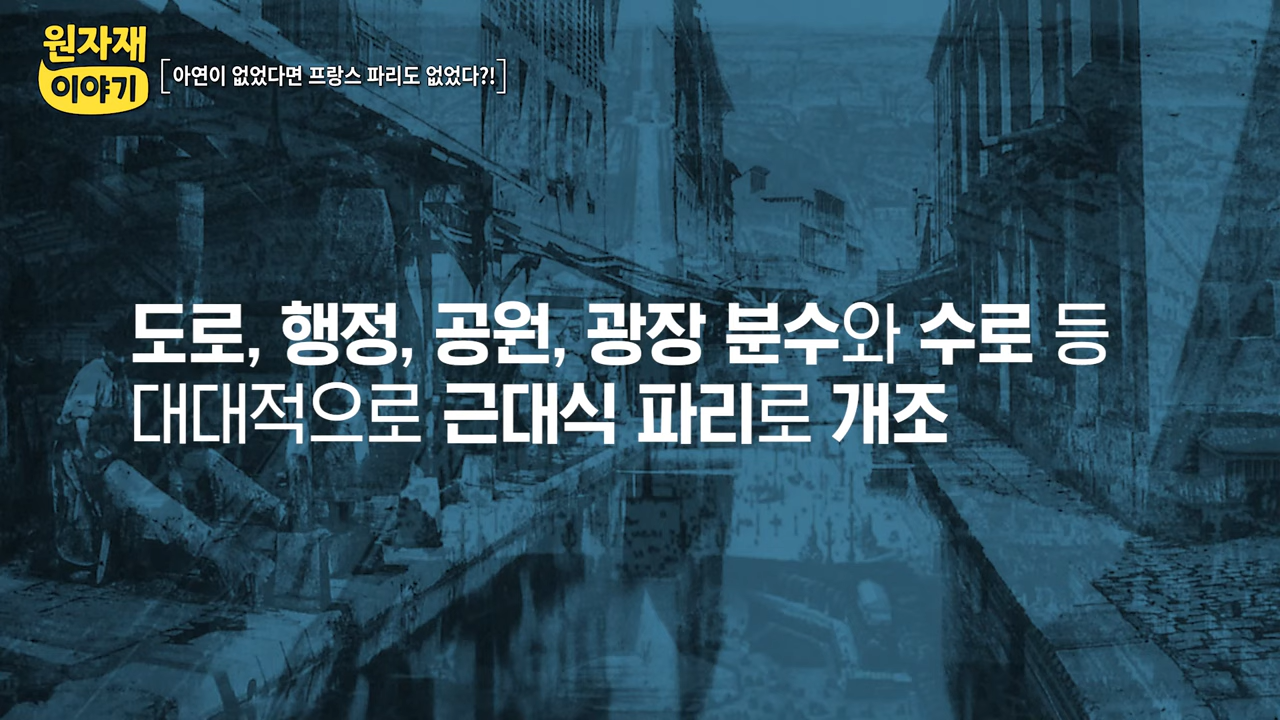 원자재
이야기
[아연이 없었다면 프랑스 파리도 없었다?!]
도로, 행정, 공원, 광장 분수와 수로 등
대대적으로 근대식 파리로 개조